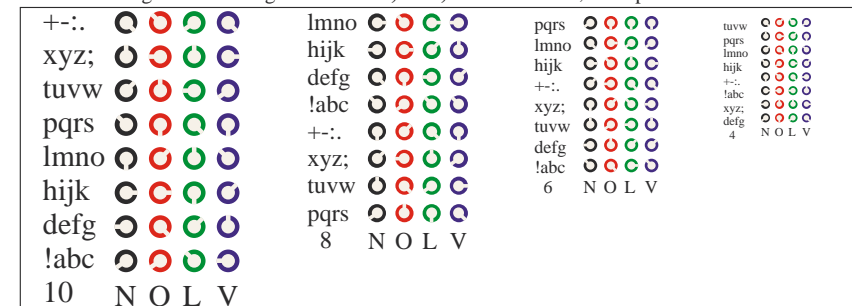 +-:.
xyz;
tuvw
pqrs
lmno
hijk
defg
!abc
10 N O L V
lmno
hijk
defg
!abc
+-:.
xyz;
tuvw
pqrs
8 N O L V
pqrs
lmno
hijk
+-:.
xyz;
tuvw
defg
!abc
6 N O L V
tuvw
pqrs
lmno
hijk
+-:.
!abc
xyz;
defg
4 N O L V